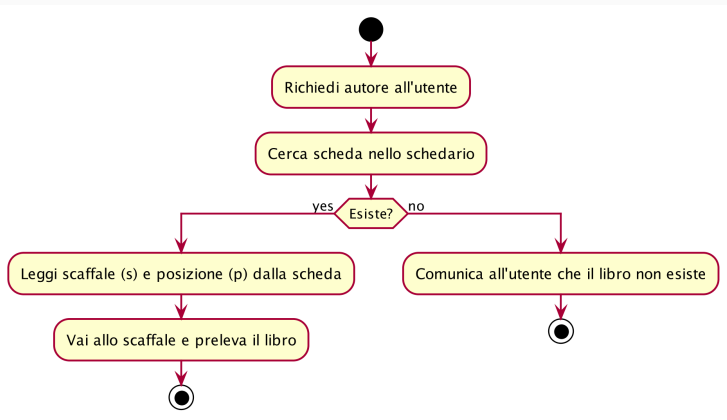 Richiedi autore all'utente
Cerca scheda nello schedario
yes
Esiste?
no
Leggi scaffale (s) e posizione (p) dalla scheda
Comunica all'utente che il libro non esiste
Vai allo scaffale e preleva il libro